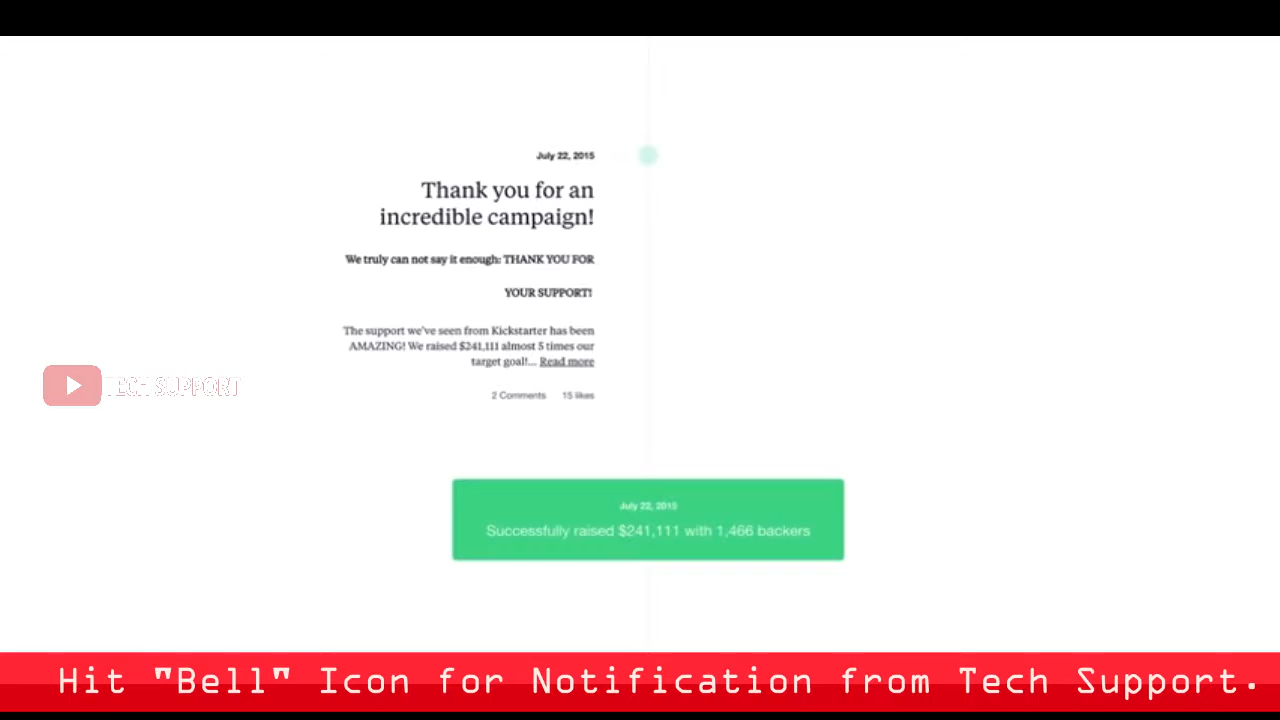 July 22, 2015
Thank you for an
incredible campaign!
We truly can not say it enough: THANK YOU FOR
YOUR SUPPORT!
The support we've seen from Kickstarter has been
AMAZING! We raised $241,111 almost 5 times our
target goal!... Read more
2 Comments 15 likes
TECH SUPPORT
July 22, 2015
Successfully raised $241,111 with 1,466 backers
Hit "Bell" Icon for Notification from Tech Support.